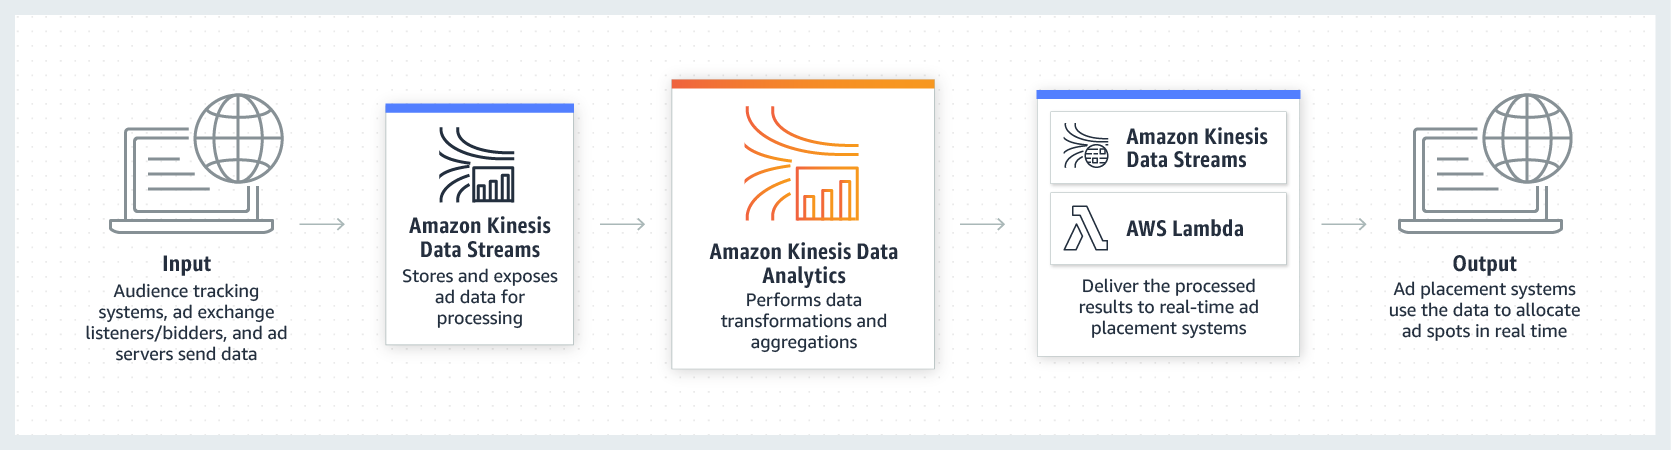 Input
Audience tracking
systems, ad exchange
listeners/bidders, and ad
servers send data
Amazon Kinesis
Data Streams
Stores and exposes
ad data for
processing
Amazon Kinesis Data
Analytics
Performs data
transformations and
aggregations
Amazon Kinesis
Data Streams
AWS Lambda
Deliver the processed
results to real-time ad
placement systems
Output
Ad placement systems
use the data to allocate
ad spots in real time